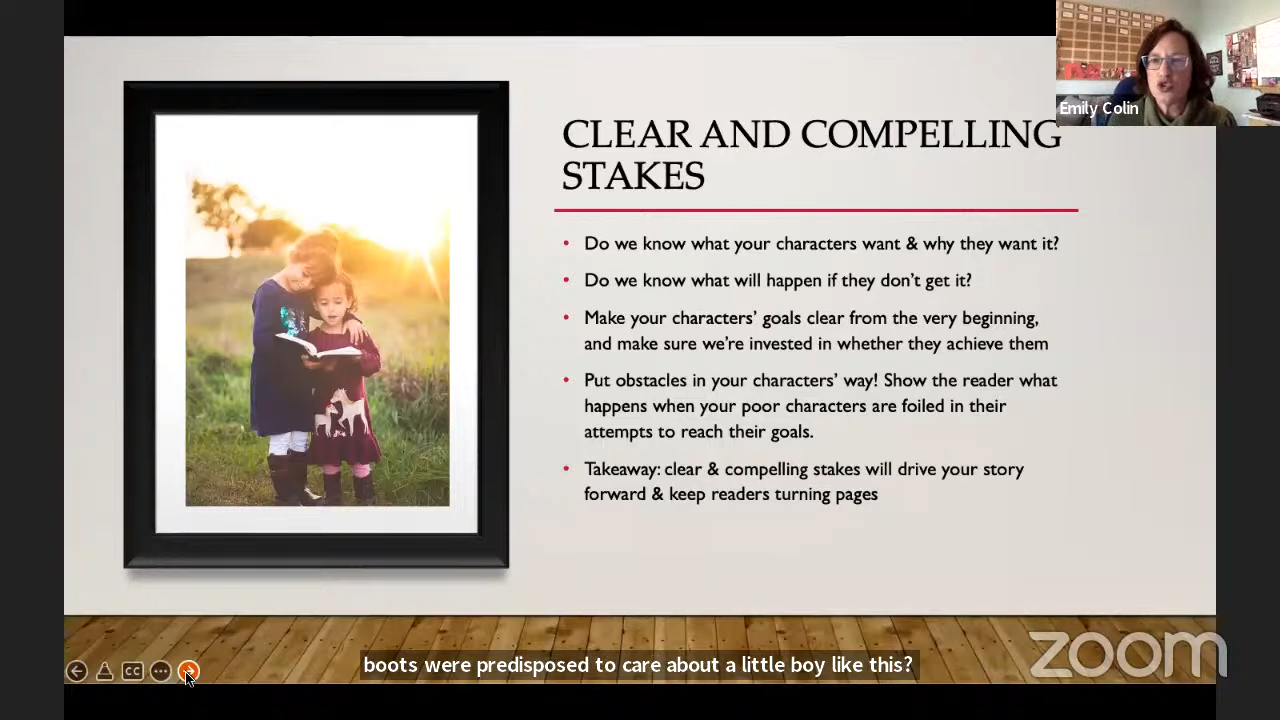 Emily Colin
CLEAR AND COMPELLING
STAKES
• Do we know what your characters want & why they want it?
• Do we know what will happen if they don't get it?
• Make your characters' goals clear from the very beginning,
and make sure we're invested in whether they achieve them
• Put obstacles in your characters' way! Show the reader what
happens when your poor characters are foiled in their
attempts to reach their goals.
• Takeaway: clear & compelling stakes will drive your story
forward & keep readers turning pages
CC
boots were predisposed to care about a little boy like this?
zoom